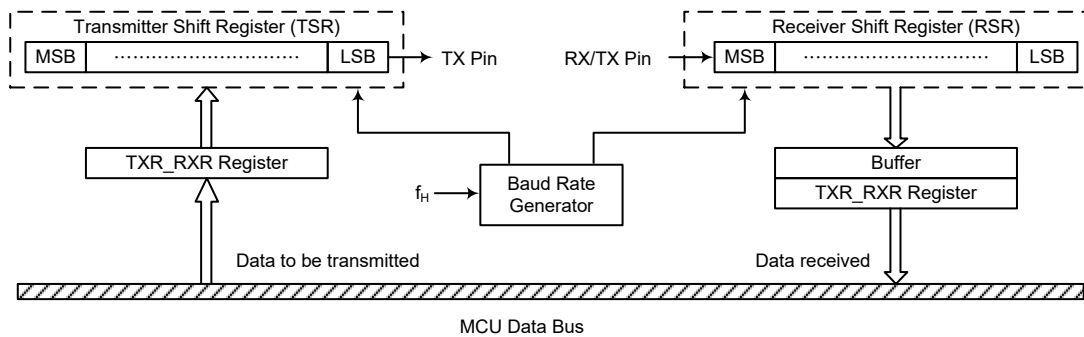 Transmitter Shift Register (TSR)
MSB ………………………… LSB
TX Pin
RX/TX Pin
Receiver Shift Register (RSR)
MSB ………………………… LSB
TXR_RXR Register
fH
Baud Rate
Generator
Buffer
TXR_RXR Register
Data to be transmitted
Data received
MCU Data Bus